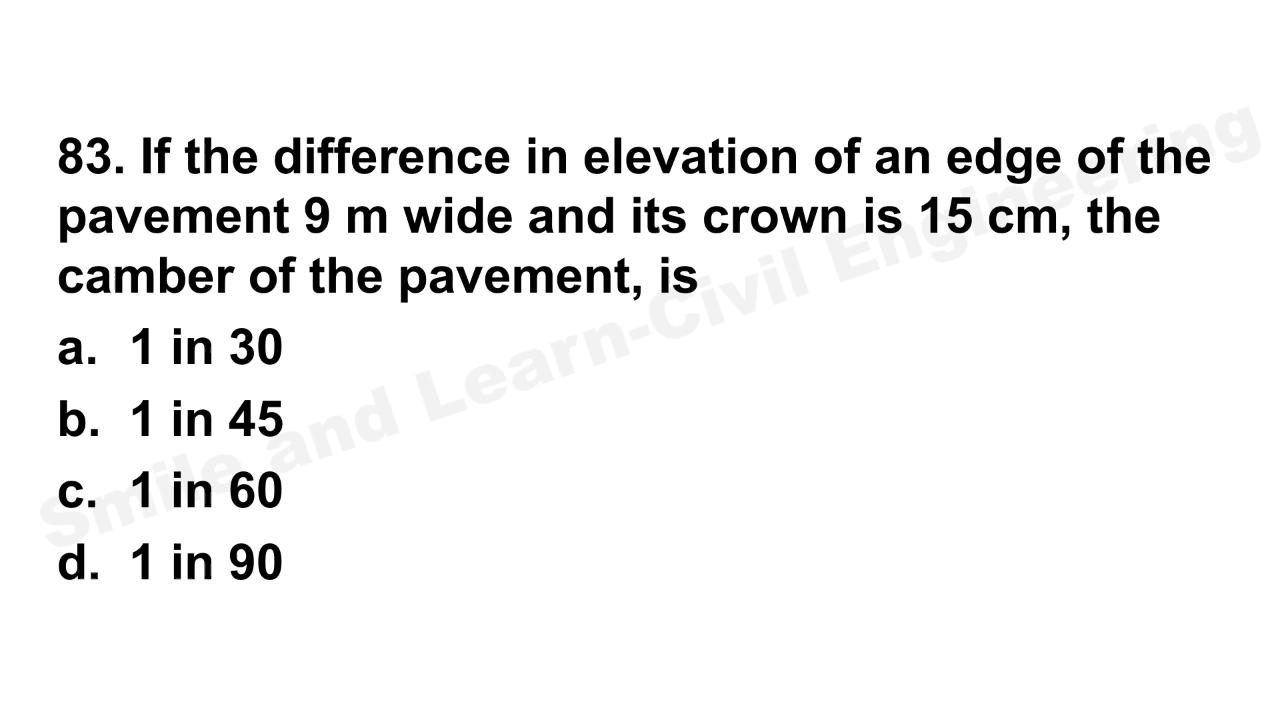 83. If the difference in elevation of an edge of the
pavement 9 m wide and its crown is 15 cm, the
camber of the pavement, is
a. 1 in 30
b. 1 in 45
c. 1 in 60
d. 1 in 90
Smile and Learn-Civil Engineering